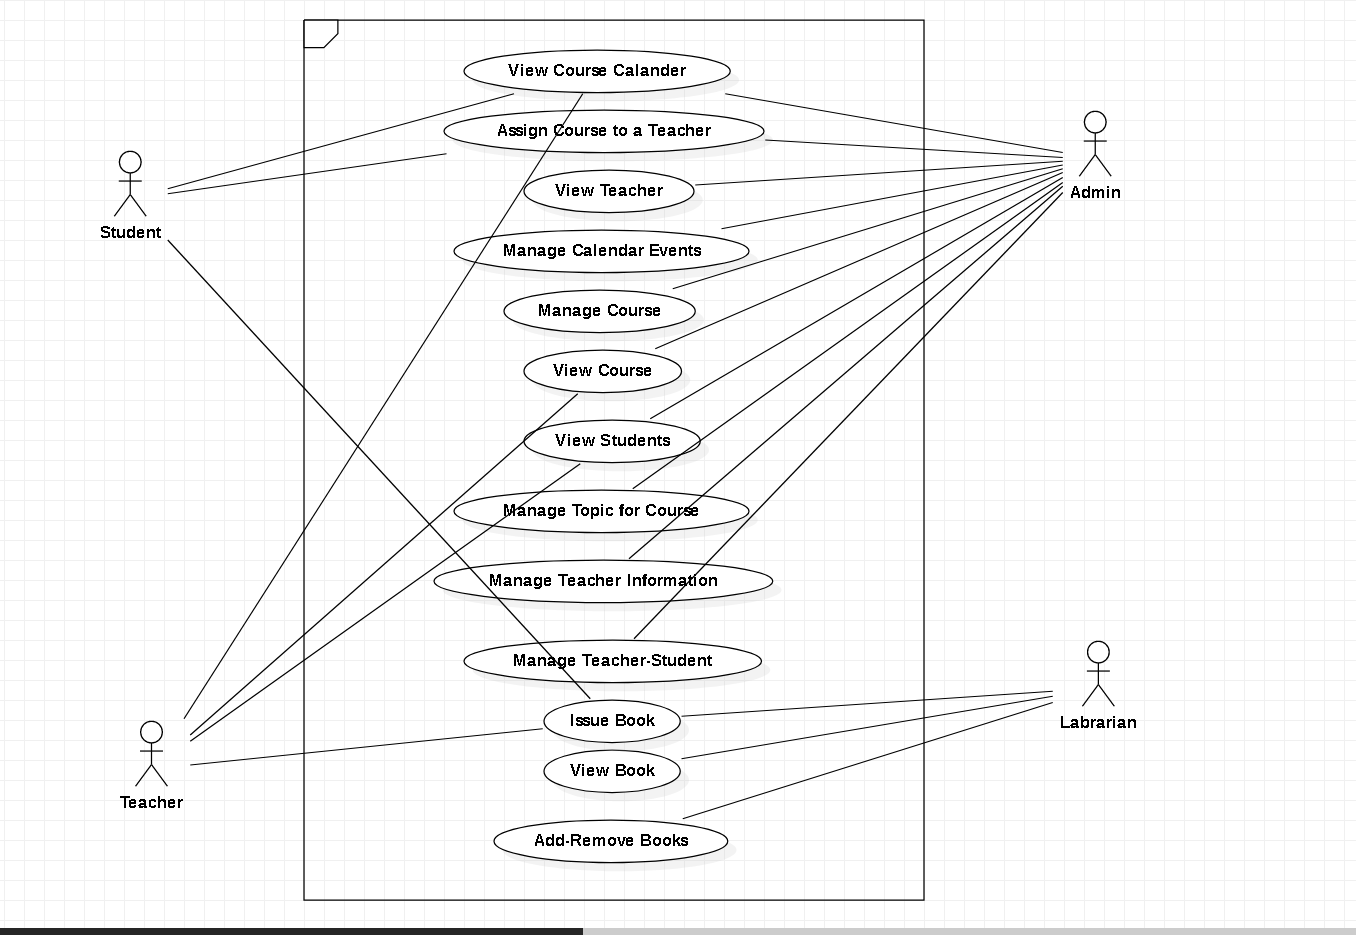 View Course Calander
Assign Course to a Teacher
View Teacher
Admin
Student
Manage Calendar Events
Manage Course
View Course
View Students
Manage Topic for Course
Manage Teacher Information
Manage Teacher-Student
Issue Book
Labrarian
View Book
Teacher
Add-Remove Books